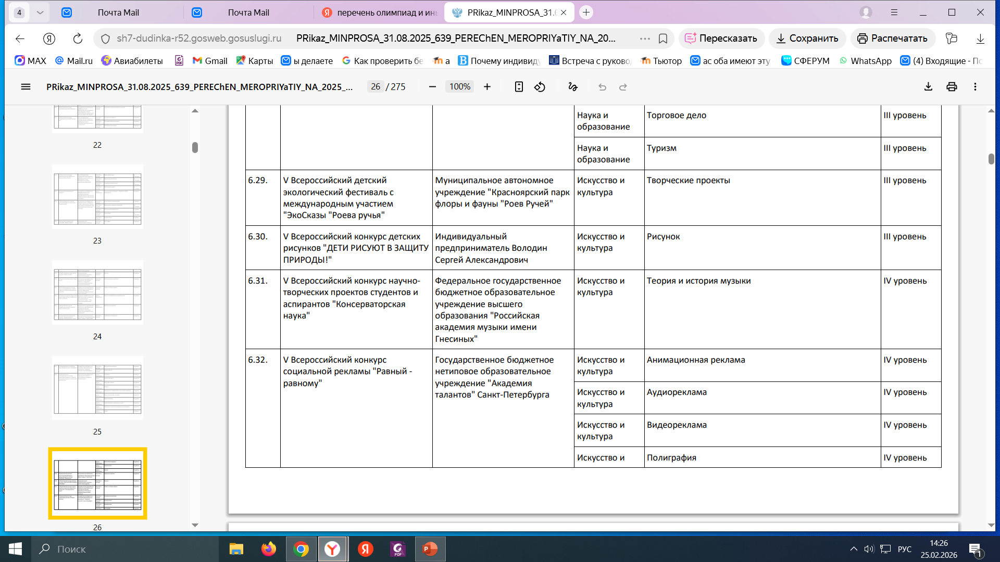 4
Почта Mail
Почта Mail
перечень олимпиад и ин
PRikaz_MINPROSA_31.0
sh7-dudinka-r52.gosweb.gosuslugi.ru
PRikaz_MINPROSA_31.08.2025_639_PEREChEN_MEROPRIYaTIY_NA_20...
Пересказать
Сохранить
Распечатать
MAX
Mail.ru
Авиабилеты
Gmail
Карты
ы делаете
Как проверить бе
а
Почему индивиду
Встреча с руково
Тьютор
ас оба имеют эту
СФЕРУМ
WhatsApp
(4) Входящие - По
PRikaz_MINPROSA_31.08.2025_639_PEREChEN_MEROPRIYaTIY_NA_2025_...
26 / 275
100%
22
23
24
25
26
Наука и
образование
Торговое дело
III уровень
Наука и
образование
Туризм
III уровень
6.29.
V Всероссийский детский
экологический фестиваль с
международным участием
"ЭкоСказы "Роева ручья"
Муниципальное автономное
учреждение "Красноярский парк
флоры и фауны "Роев Ручей"
Искусство и
культура
Творческие проекты
III уровень
6.30.
V Всероссийский конкурс детских
рисунков "ДЕТИ РИСУЮТ В ЗАЩИТУ
ПРИРОДЫ!"
Индивидуальный
предприниматель Володин
Сергей Александрович
Искусство и
культура
Рисунок
III уровень
6.31.
V Всероссийский конкурс научно-
творческих проектов студентов и
аспирантов "Консерваторская
наука"
Федеральное государственное
бюджетное образовательное
учреждение высшего
образования "Российская
академия музыки имени
Гнесиных"
Искусство и
культура
Теория и история музыки
IV уровень
6.32.
V Всероссийский конкурс
социальной рекламы "Равный -
равному"
Государственное бюджетное
нетиповое образовательное
учреждение "Академия
талантов" Санкт-Петербурга
Искусство и
культура
Анимационная реклама
IV уровень
Искусство и
культура
Аудиореклама
IV уровень
Искусство и
культура
Видеореклама
IV уровень
Искусство и
Полиграфия
IV уровень
Поиск
РУС
14:26
25.02.2026
1